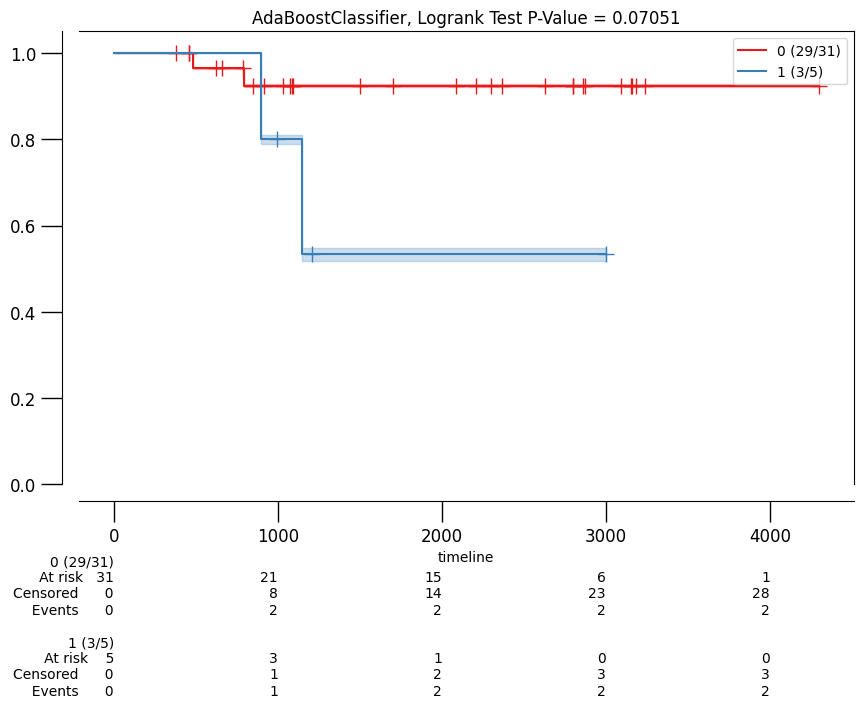 AdaBoostClassifier, Logrank Test P-Value = 0.07051
0 (29/31)
1 (3/5)
1.0
0.8
0.6
0.4
0.2
0.0
0 1000 2000 3000 4000
timeline
0 (29/31)
At risk 31 21 15 6 1
Censored 0 8 14 23 28
Events 0 2 2 2 2
1 (3/5)
At risk 5 3 1 0 0
Censored 0 1 2 3 3
Events 0 1 2 2 2